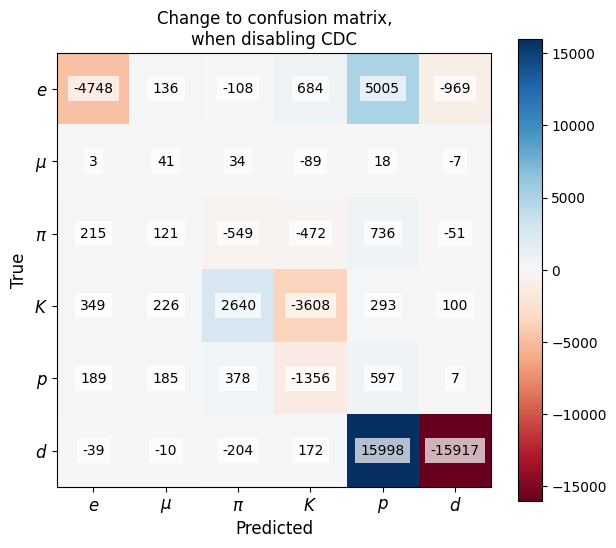 Change to confusion matrix,
when disabling CDC
e -4748 136 -108 684 5005 -969
μ 3 41 34 -89 18 -7
π 215 121 -549 -472 736 -51
K 349 226 2640 -3608 293 100
p 189 185 378 -1356 597 7
d -39 -10 -204 172 15998 -15917
e μ π K p d
Predicted
True
15000
10000
5000
0
−5000
−10000
−15000